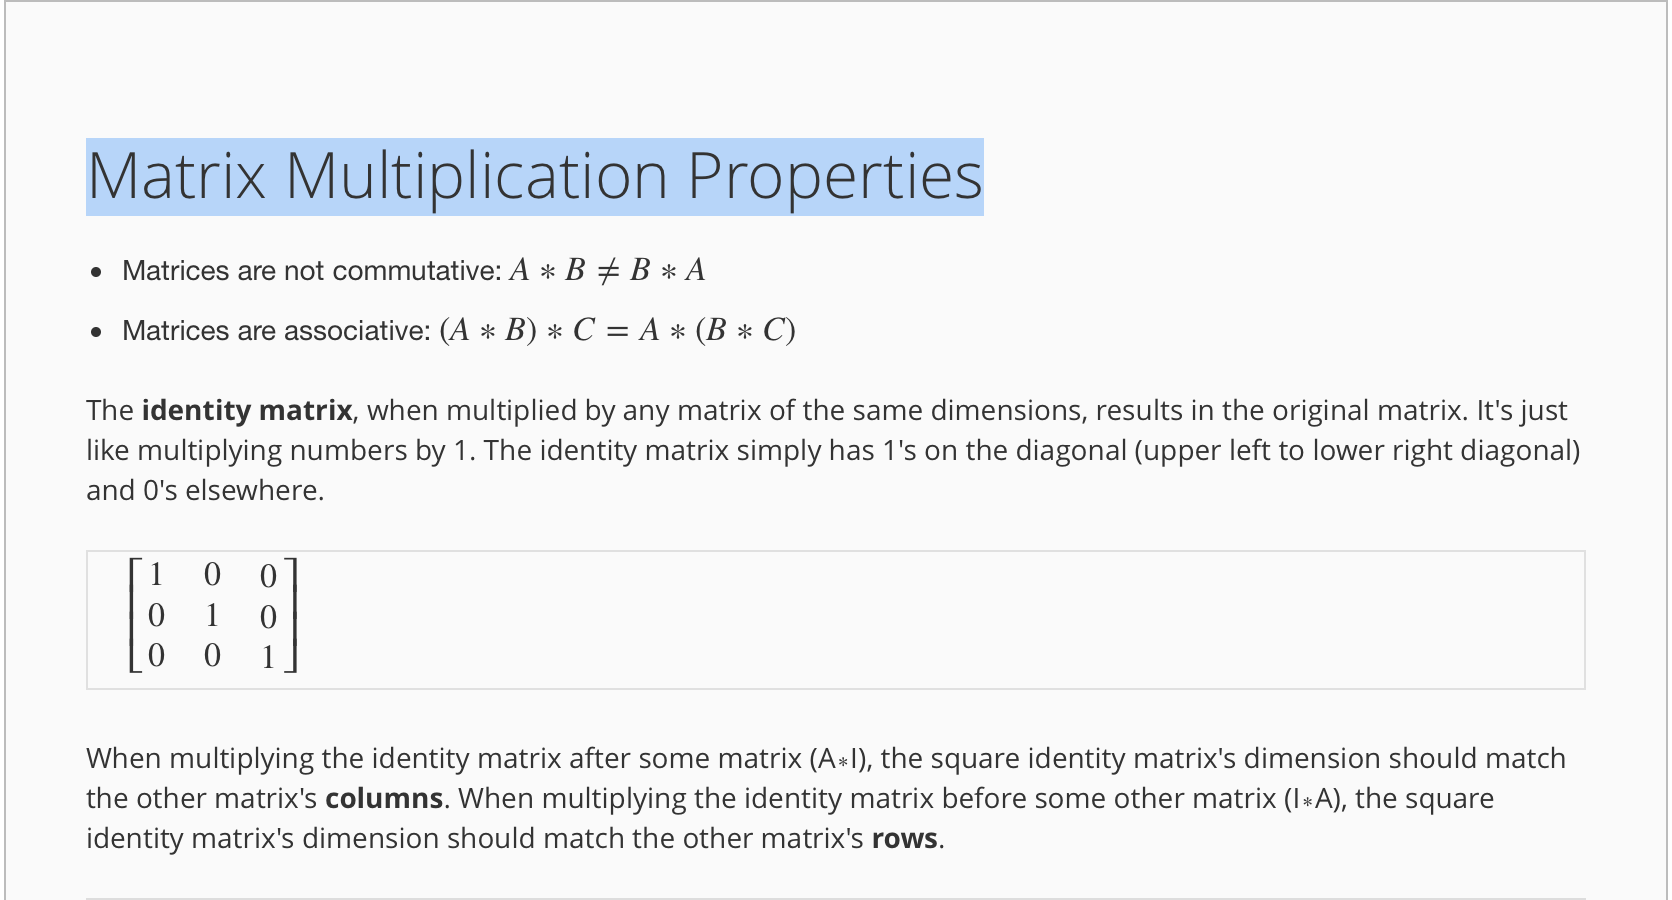 Matrix Multiplication Properties
• Matrices are not commutative: A ∗ B ≠ B ∗ A
• Matrices are associative: (A ∗ B) ∗ C = A ∗ (B ∗ C)
The identity matrix, when multiplied by any matrix of the same dimensions, results in the original matrix. It's just
like multiplying numbers by 1. The identity matrix simply has 1's on the diagonal (upper left to lower right diagonal)
and 0's elsewhere.
1 0 0
0 1 0
0 0 1
When multiplying the identity matrix after some matrix (A∗I), the square identity matrix's dimension should match
the other matrix's columns. When multiplying the identity matrix before some other matrix (I∗A), the square
identity matrix's dimension should match the other matrix's rows.